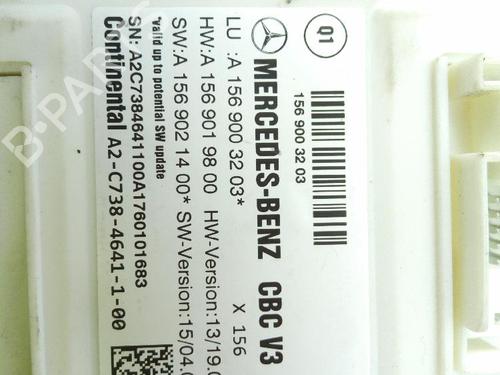 Q1
156 900 32 03
MERCEDES-BENZ CBC V3
X 156
LU :A 156 900 32 03*
HW:A 156 901 98 00 HW-Version:13/19.0
SW:A 156 902 14 00* SW-Version:15/04.0
*valid up to potential SW update
SN: A2C7384641100A1760101683
Continental A2-C738-4641-1-00
B-PARTS